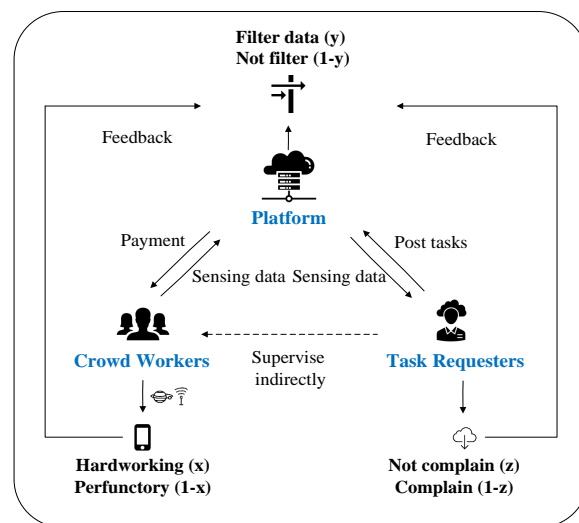 Filter data (y)
Not filter (1-y)
Feedback
Feedback
Platform
Payment
Post tasks
Sensing data
Sensing data
Crowd Workers
Task Requesters
Supervise
indirectly
Hardworking (x)
Perfunctory (1-x)
Not complain (z)
Complain (1-z)